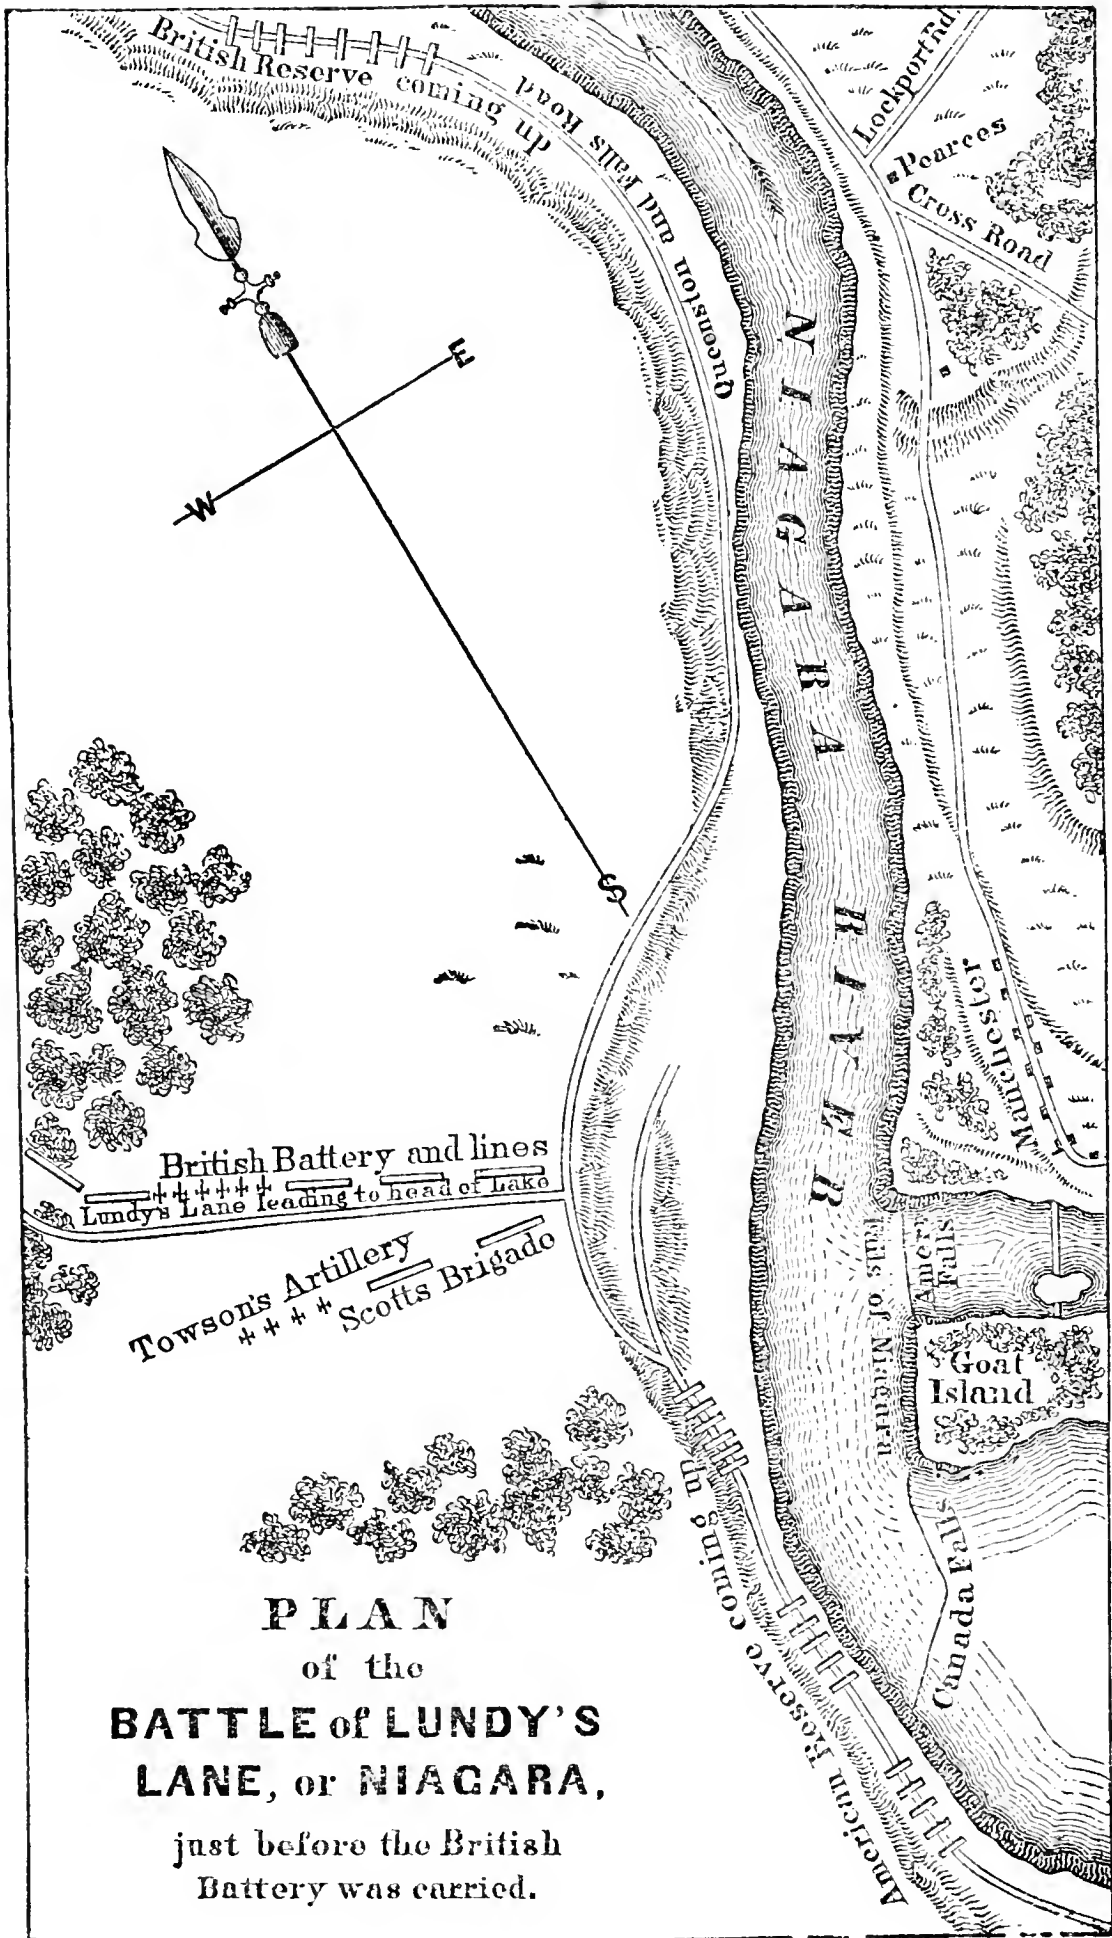 British Reserve coming up
Queenston and Falls Road
Lockport Rd.
Pearces
Cross Road
E
W
S
NIAGARA RIVER
Manchester
British Battery and lines
Lundy's Lane leading to head of Lake
Towson's Artillery
Scotts Brigade
Falls of Niagara
Amern
Falls
Goat
Island
Canada Falls
American Reserve coming up
PLAN
of the
BATTLE of LUNDY'S
LANE, or NIAGARA,
just before the British
Battery was carried.